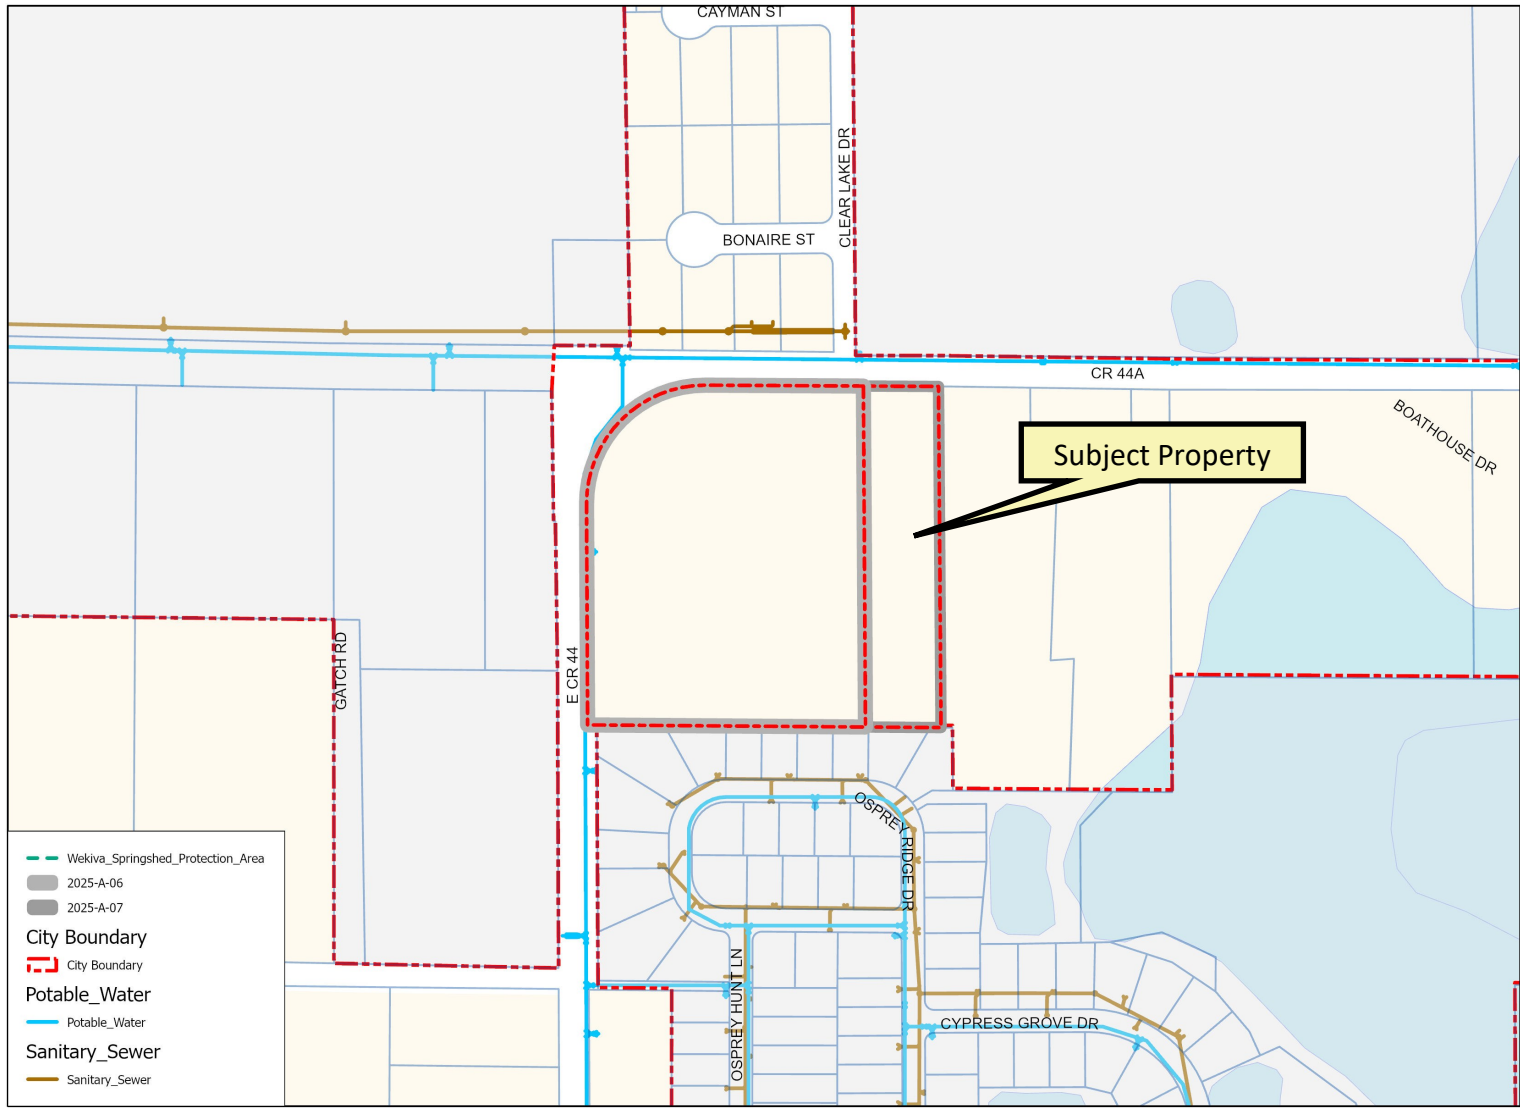 CAYMAN ST
CLEAR LAKE DR
BONAIRE ST
CR 44A
BOATHOUSE DR
Subject Property
GATCH RD
E CR 44
OSPREY RIDGE DR
OSPREY HUNT LN
CYPRESS GROVE DR
Wekiva_Springshed_Protection_Area
2025-A-06
2025-A-07
City Boundary
City Boundary
Potable_Water
Potable_Water
Sanitary_Sewer
Sanitary_Sewer